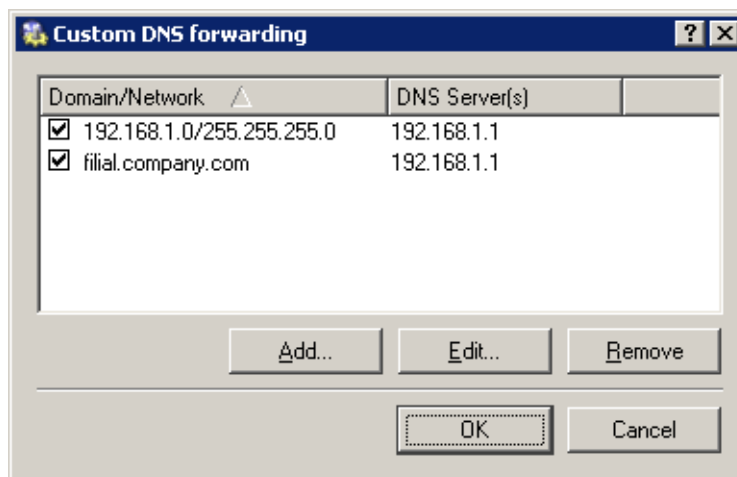 Custom DNS forwarding
Domain/Network DNS Server(s)
192.168.1.0/255.255.255.0 192.168.1.1
filial.company.com 192.168.1.1
Add... Edit... Remove
OK Cancel